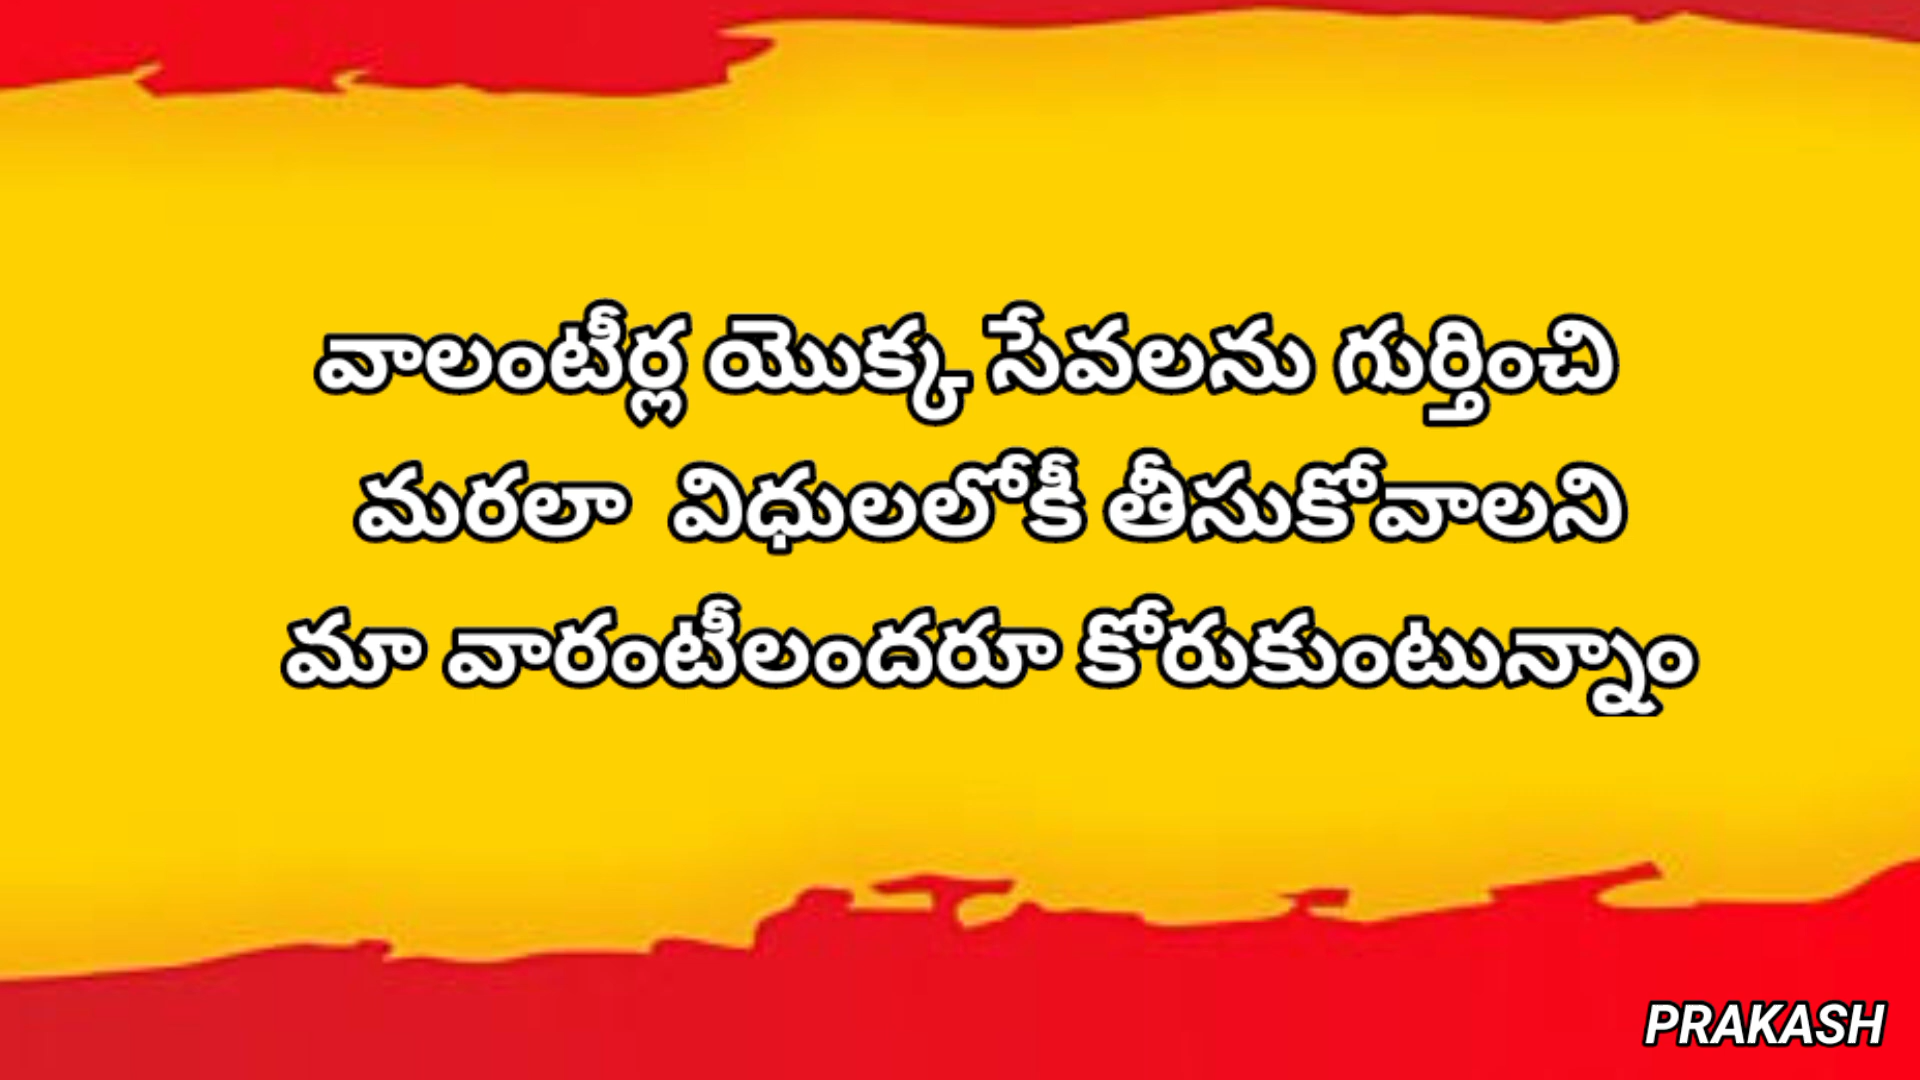 వాలంటీర్ల యొక్క సేవలను గుర్తించి
మరలా విధులలోకీ తీసుకోవాలని
మా వారంటీలందరూ కోరుకుంటున్నాం
PRAKASH